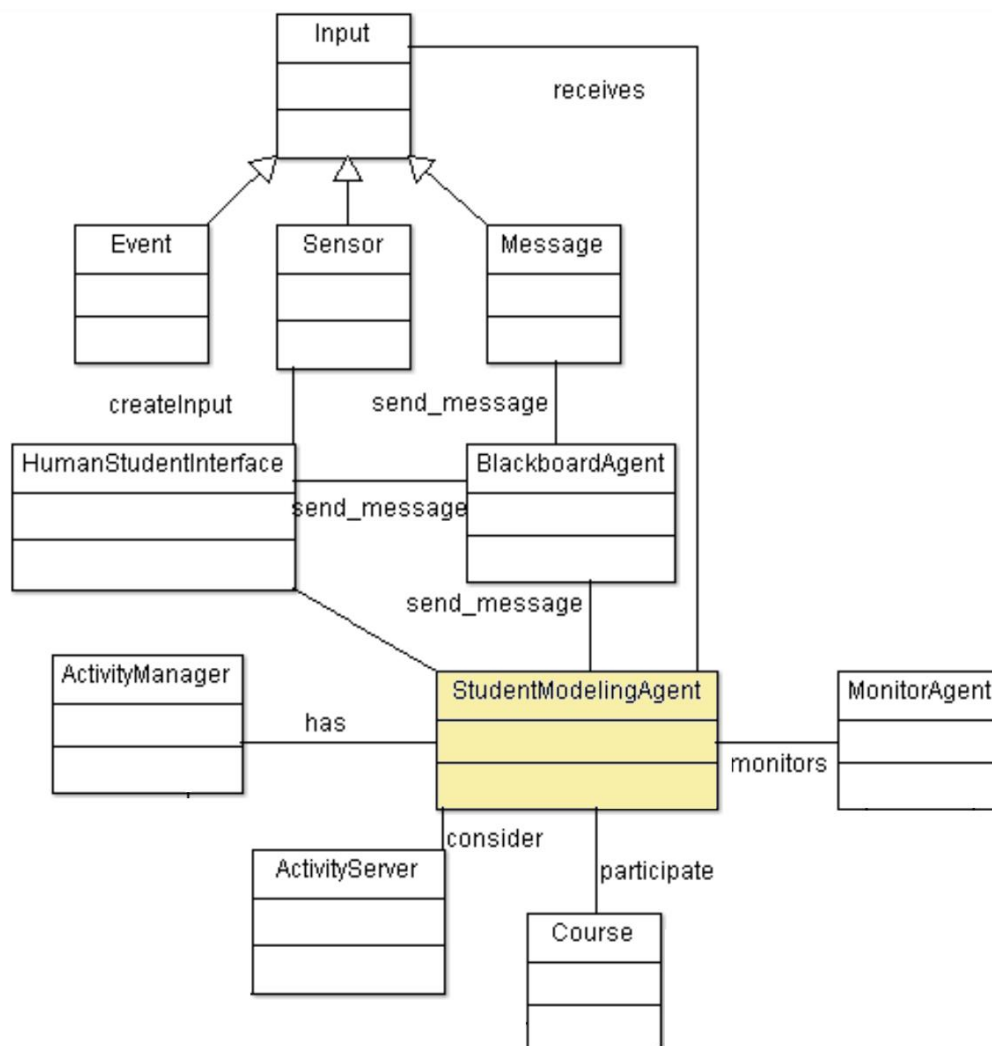 Input
receives
Event
Sensor
Message
createInput
send_message
HumanStudentInterface
BlackboardAgent
send_message
send_message
ActivityManager
StudentModelingAgent
MonitorAgent
has
monitors
consider
ActivityServer
participate
Course